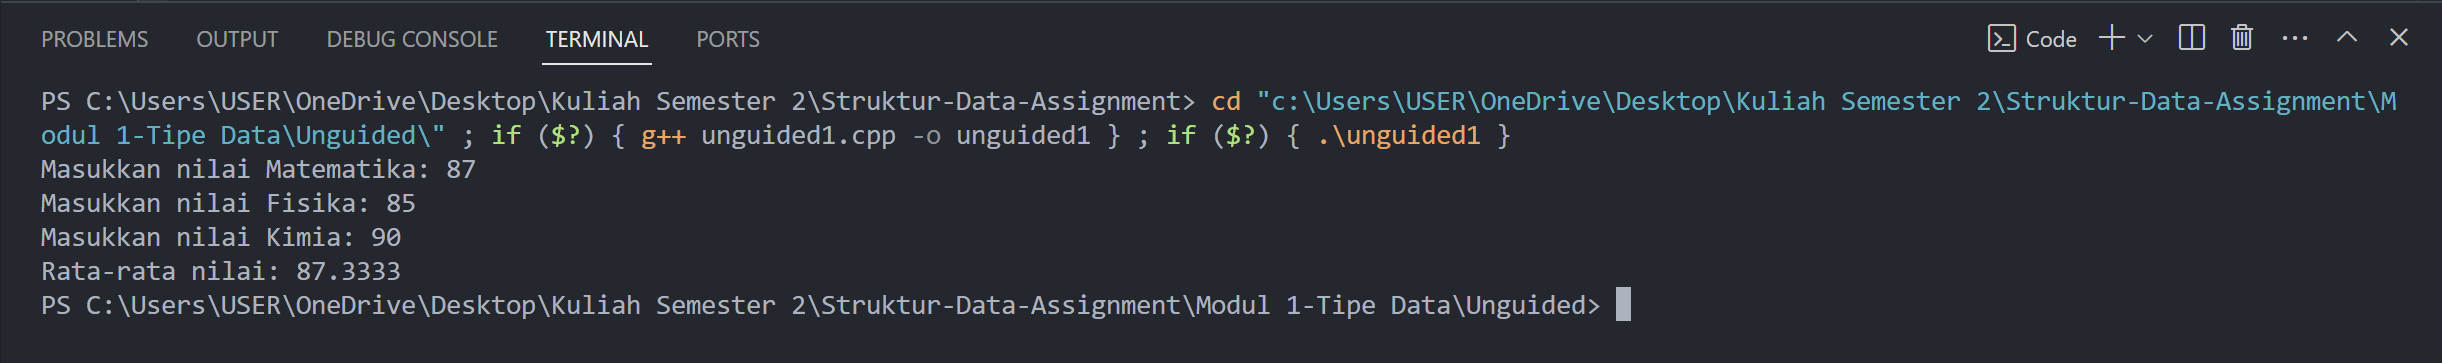 PROBLEMS OUTPUT DEBUG CONSOLE TERMINAL PORTS Code
PS C:\Users\USER\OneDrive\Desktop\Kuliah Semester 2\Struktur-Data-Assignment> cd "c:\Users\USER\OneDrive\Desktop\Kuliah Semester 2\Struktur-Data-Assignment\M
odul 1-Tipe Data\Unguided\" ; if ($?) { g++ unguided1.cpp -o unguided1 } ; if ($?) { .\unguided1 }
Masukkan nilai Matematika: 87
Masukkan nilai Fisika: 85
Masukkan nilai Kimia: 90
Rata-rata nilai: 87.3333
PS C:\Users\USER\OneDrive\Desktop\Kuliah Semester 2\Struktur-Data-Assignment\Modul 1-Tipe Data\Unguided>